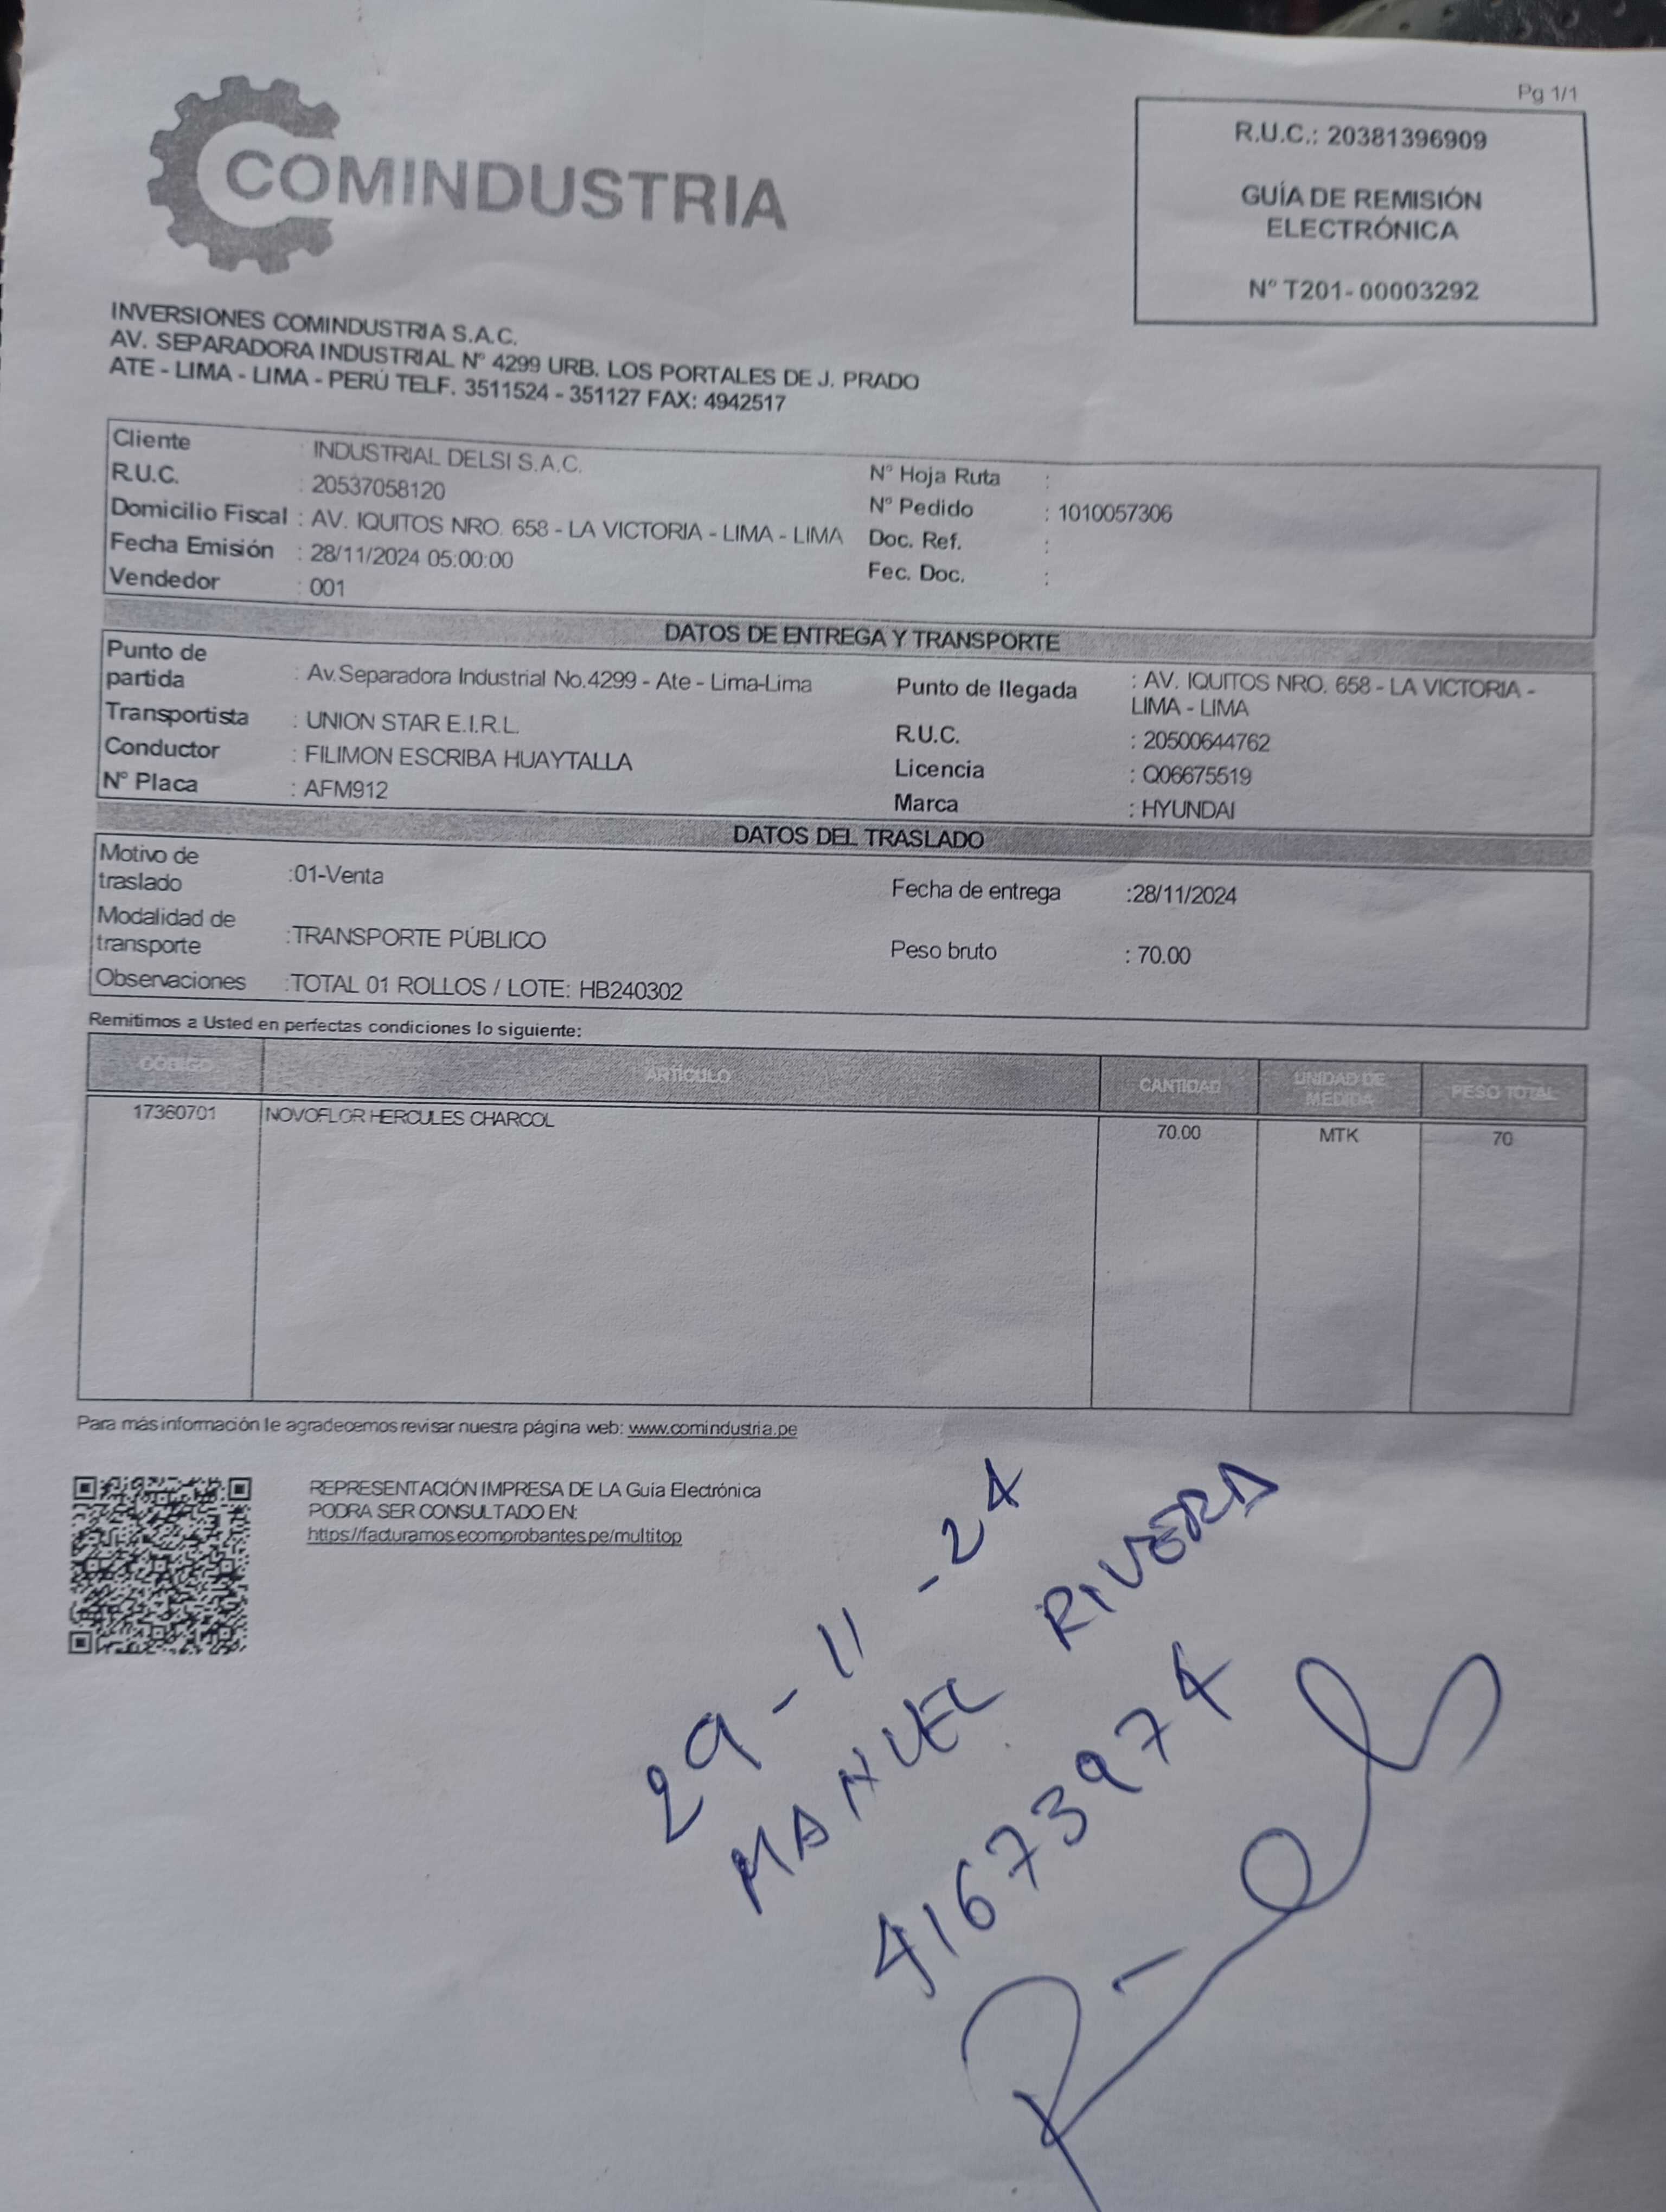 Pg 1/1
COMINDUSTRIA
R.U.C.: 20381396909
GUÍA DE REMISIÓN
ELECTRÓNICA
N° T201-00003292
INVERSIONES COMINDUSTRIA S.A.C.
AV. SEPARADORA INDUSTRIAL N° 4299 URB. LOS PORTALES DE J. PRADO
ATE - LIMA - LIMA - PERÚ TELF. 3511524 - 351127 FAX: 4942517
Cliente : INDUSTRIAL DELSI S.A.C.
R.U.C. : 20537058120
Domicilio Fiscal : AV. IQUITOS NRO. 658 - LA VICTORIA - LIMA - LIMA
Fecha Emisión : 28/11/2024 05:00:00
Vendedor : 001
N° Hoja Ruta :
N° Pedido : 1010057306
Doc. Ref. :
Fec. Doc. :
DATOS DE ENTREGA Y TRANSPORTE
Punto de
partida : Av.Separadora Industrial No.4299 - Ate - Lima-Lima
Transportista : UNION STAR E.I.R.L.
Conductor : FILIMON ESCRIBA HUAYTALLA
N° Placa : AFM912
Punto de llegada : AV. IQUITOS NRO. 658 - LA VICTORIA -
LIMA - LIMA
R.U.C. : 20500644762
Licencia : Q06675519
Marca : HYUNDAI
DATOS DEL TRASLADO
Motivo de
traslado :01-Venta
Modalidad de
transporte :TRANSPORTE PÚBLICO
Observaciones :TOTAL 01 ROLLOS / LOTE: HB240302
Fecha de entrega :28/11/2024
Peso bruto : 70.00
Remitimos a Usted en perfectas condiciones lo siguiente:
CÓDIGO ARTÍCULO CANTIDAD UNIDAD DE MEDIDA PESO TOTAL
17360701 NOVOFLOR HERCULES CHARCOL 70.00 MTK 70
Para más información le agradecemos revisar nuestra página web: www.comindustria.pe
REPRESENTACIÓN IMPRESA DE LA Guía Electrónica
PODRA SER CONSULTADO EN:
https://facturamos.ecomprobantes.pe/multitop
29-11-24
MANUEL RIVERA
41673974